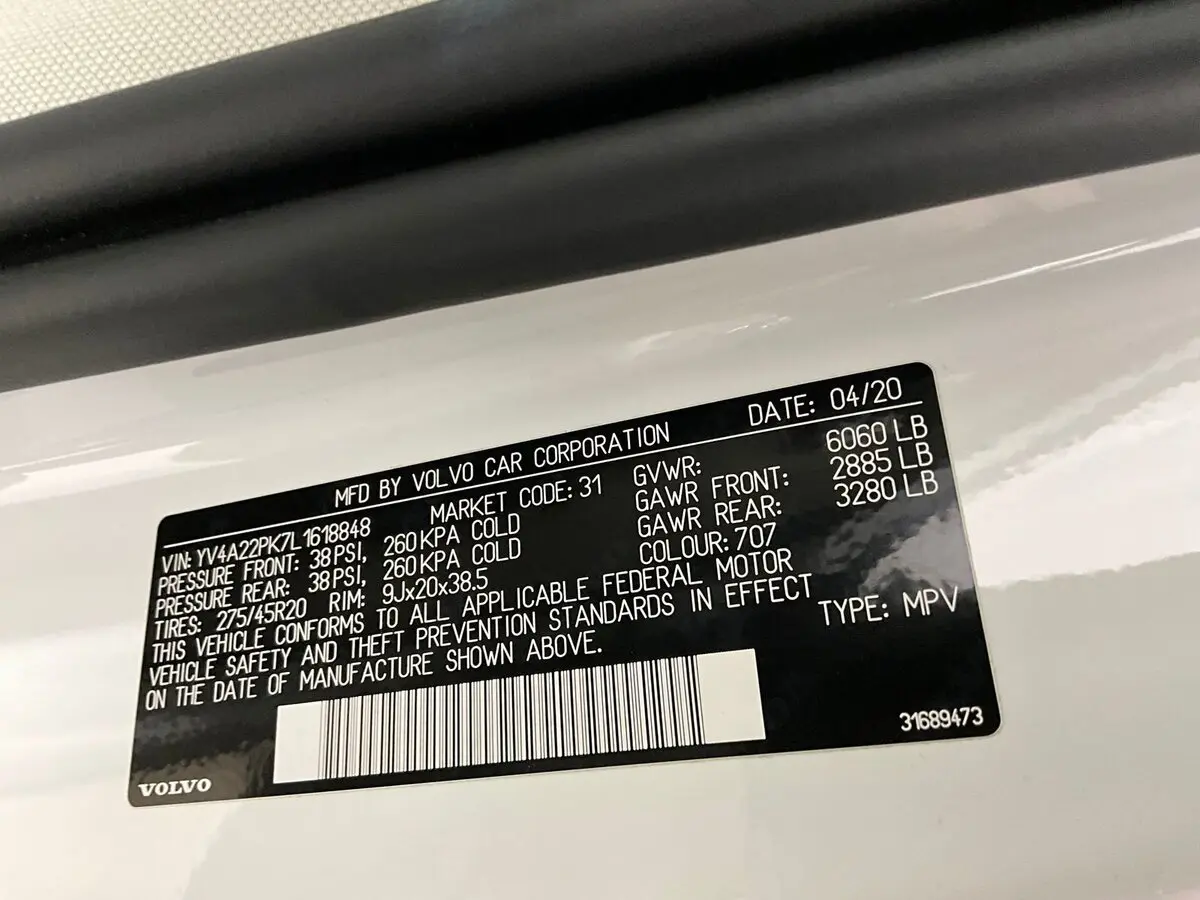 MFD BY VOLVO CAR CORPORATION DATE: 04/20
VIN: YV4A22PK7L1618848 MARKET CODE: 31 GVWR: 6060 LB
PRESSURE FRONT: 38 PSI, 260 KPA COLD GAWR FRONT: 2885 LB
PRESSURE REAR: 38 PSI, 260 KPA COLD GAWR REAR: 3280 LB
TIRES: 275/45R20 RIM: 9Jx20x38.5 COLOUR: 707
THIS VEHICLE CONFORMS TO ALL APPLICABLE FEDERAL MOTOR
VEHICLE SAFETY AND THEFT PREVENTION STANDARDS IN EFFECT
ON THE DATE OF MANUFACTURE SHOWN ABOVE. TYPE: MPV
VOLVO 31689473